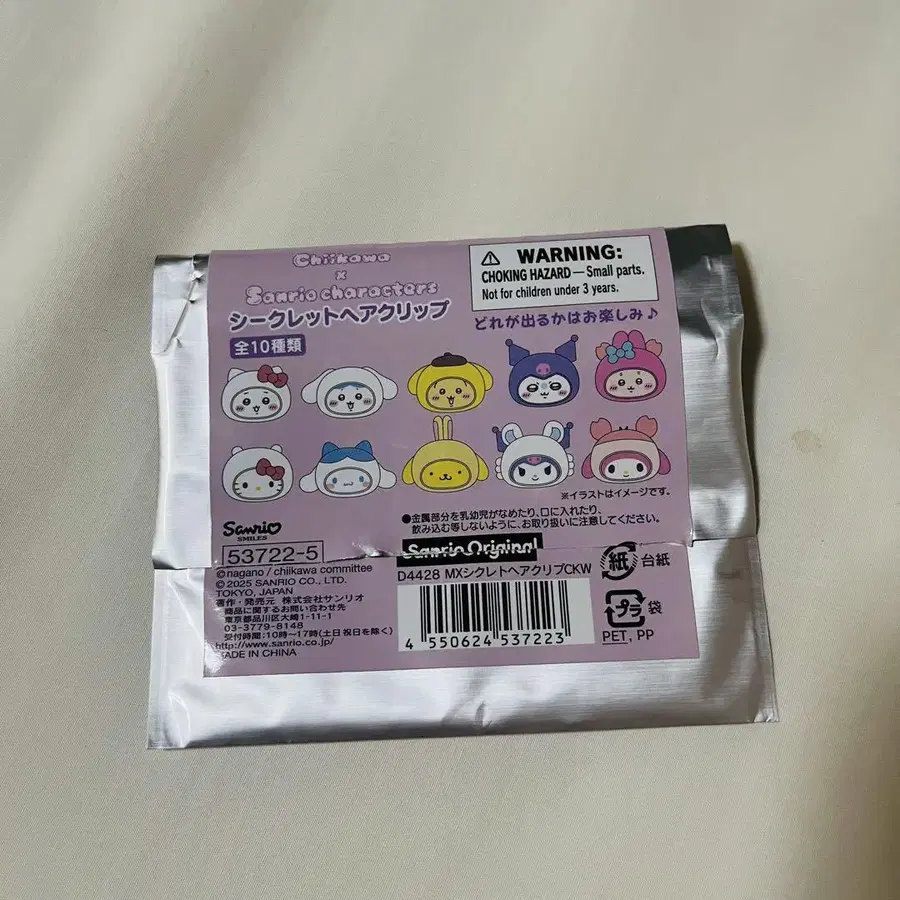 Chiikawa
x
Sanrio characters
シークレットヘアクリップ
全10種類
⚠ WARNING:
CHOKING HAZARD — Small parts.
Not for children under 3 years.
どれが出るかはお楽しみ♪
※イラストはイメージです。
●金属部分を乳幼児がなめたり、口に入れたり、
飲み込む等しないように、お取り扱いに注意してください。
Sanrio
SMILES
53722-5
©nagano / chiikawa committee
©2025 SANRIO CO., LTD.
TOKYO, JAPAN
著作・発売元 株式会社サンリオ
商品に関するお問い合わせ先
東京都品川区大崎1-11-1
03-3779-8148
受付時間:10時～17時(土日祝日を除く)
http://www.sanrio.co.jp/
MADE IN CHINA
Sanrio Original
D4428 MXシクレトヘアクリプCKW
4 550624 537223
紙 台紙
プラ 袋
PET, PP